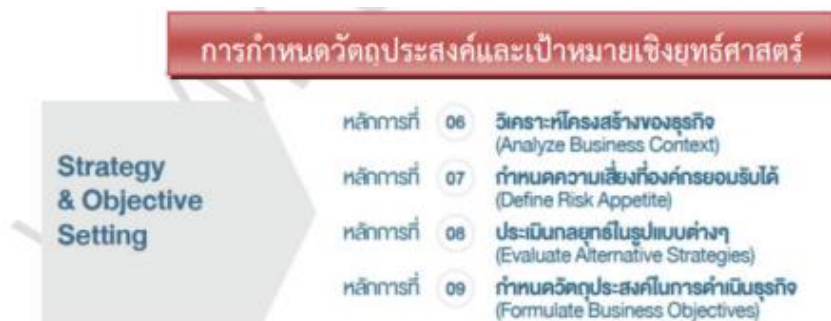 การกำหนดวัตถุประสงค์และเป้าหมายเชิงยุทธ์ศาสตร์
Strategy
& Objective
Setting
หลักการที่ 06 วิเคราะห์โครงสร้างของธุรกิจ
(Analyze Business Context)
หลักการที่ 07 กำหนดความเสี่ยงที่องค์กรยอมรับได้
(Define Risk Appetite)
หลักการที่ 08 ประเมินกลยุทธ์ในรูปแบบต่างๆ
(Evaluate Alternative Strategies)
หลักการที่ 09 กำหนดวัตถุประสงค์ในการดำเนินธุรกิจ
(Formulate Business Objectives)